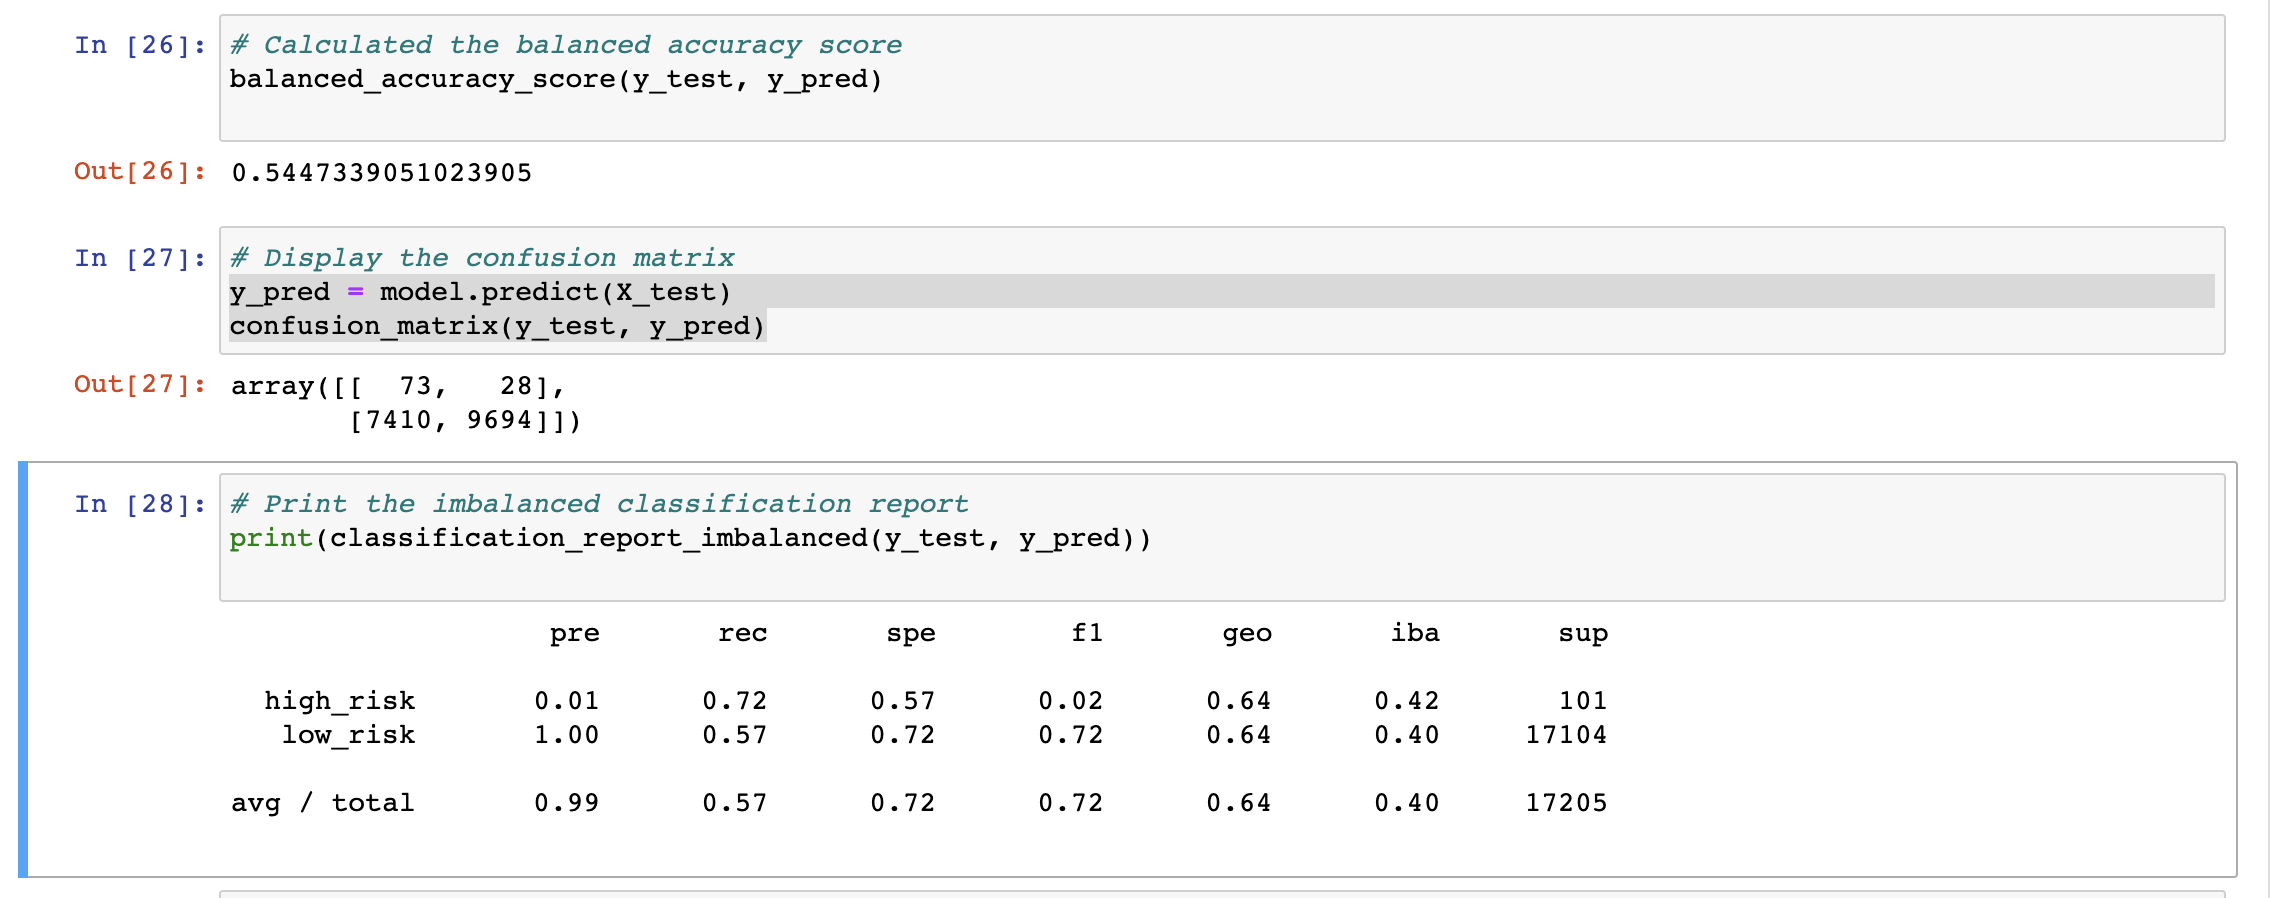 In [26]: # Calculated the balanced accuracy score
balanced_accuracy_score(y_test, y_pred)
Out[26]: 0.5447339051023905
In [27]: # Display the confusion matrix
y_pred = model.predict(X_test)
confusion_matrix(y_test, y_pred)
Out[27]: array([[  73,   28],
       [7410, 9694]])
In [28]: # Print the imbalanced classification report
print(classification_report_imbalanced(y_test, y_pred))
pre rec spe f1 geo iba sup
high_risk 0.01 0.72 0.57 0.02 0.64 0.42 101
low_risk 1.00 0.57 0.72 0.72 0.64 0.40 17104
avg / total 0.99 0.57 0.72 0.72 0.64 0.40 17205